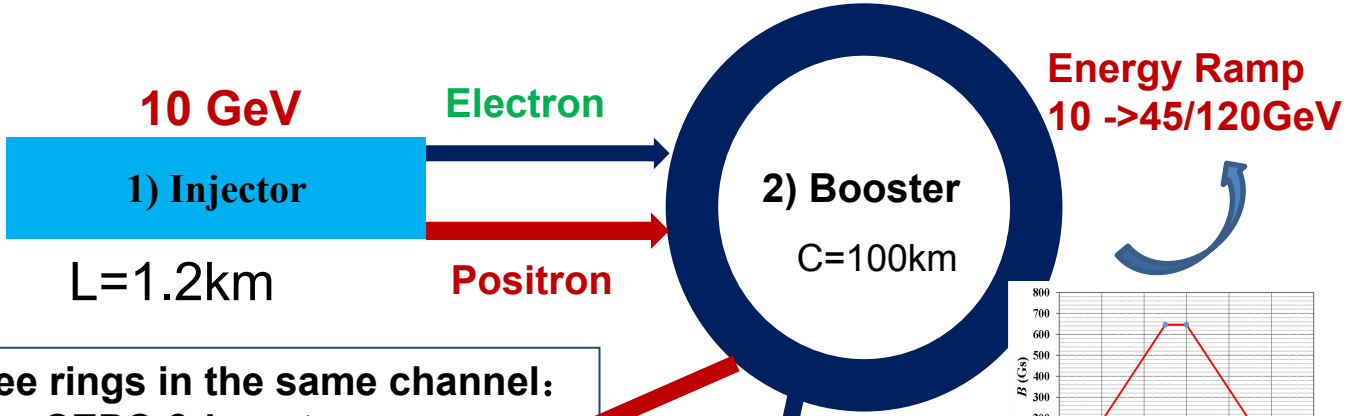 10 GeV
Electron
Energy Ramp
10 ->45/120GeV
1) Injector
2) Booster
C=100km
L=1.2km
Positron
ee rings in the same channel：
800
700
600
500
400
300
B (Gs)